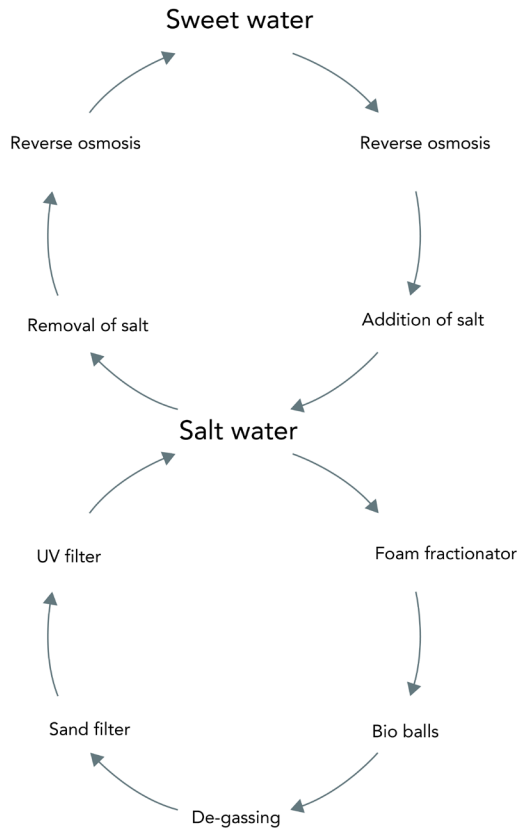 Sweet water
Reverse osmosis
Reverse osmosis
Removal of salt
Addition of salt
Salt water
UV filter
Foam fractionator
Sand filter
Bio balls
De-gassing